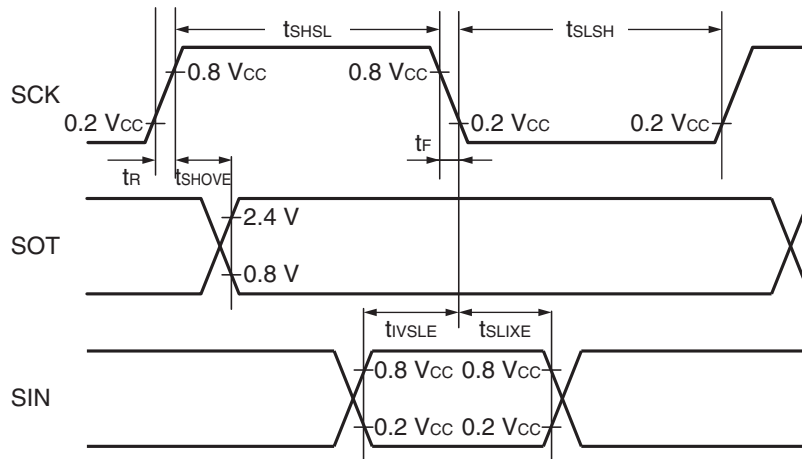 tSHSL tSLSH
SCK 0.8 VCC 0.8 VCC
0.2 VCC 0.2 VCC 0.2 VCC
tF
tR tSHOVE
SOT 2.4 V
0.8 V
tIVSLE tSLIXE
SIN 0.8 VCC 0.8 VCC
0.2 VCC 0.2 VCC